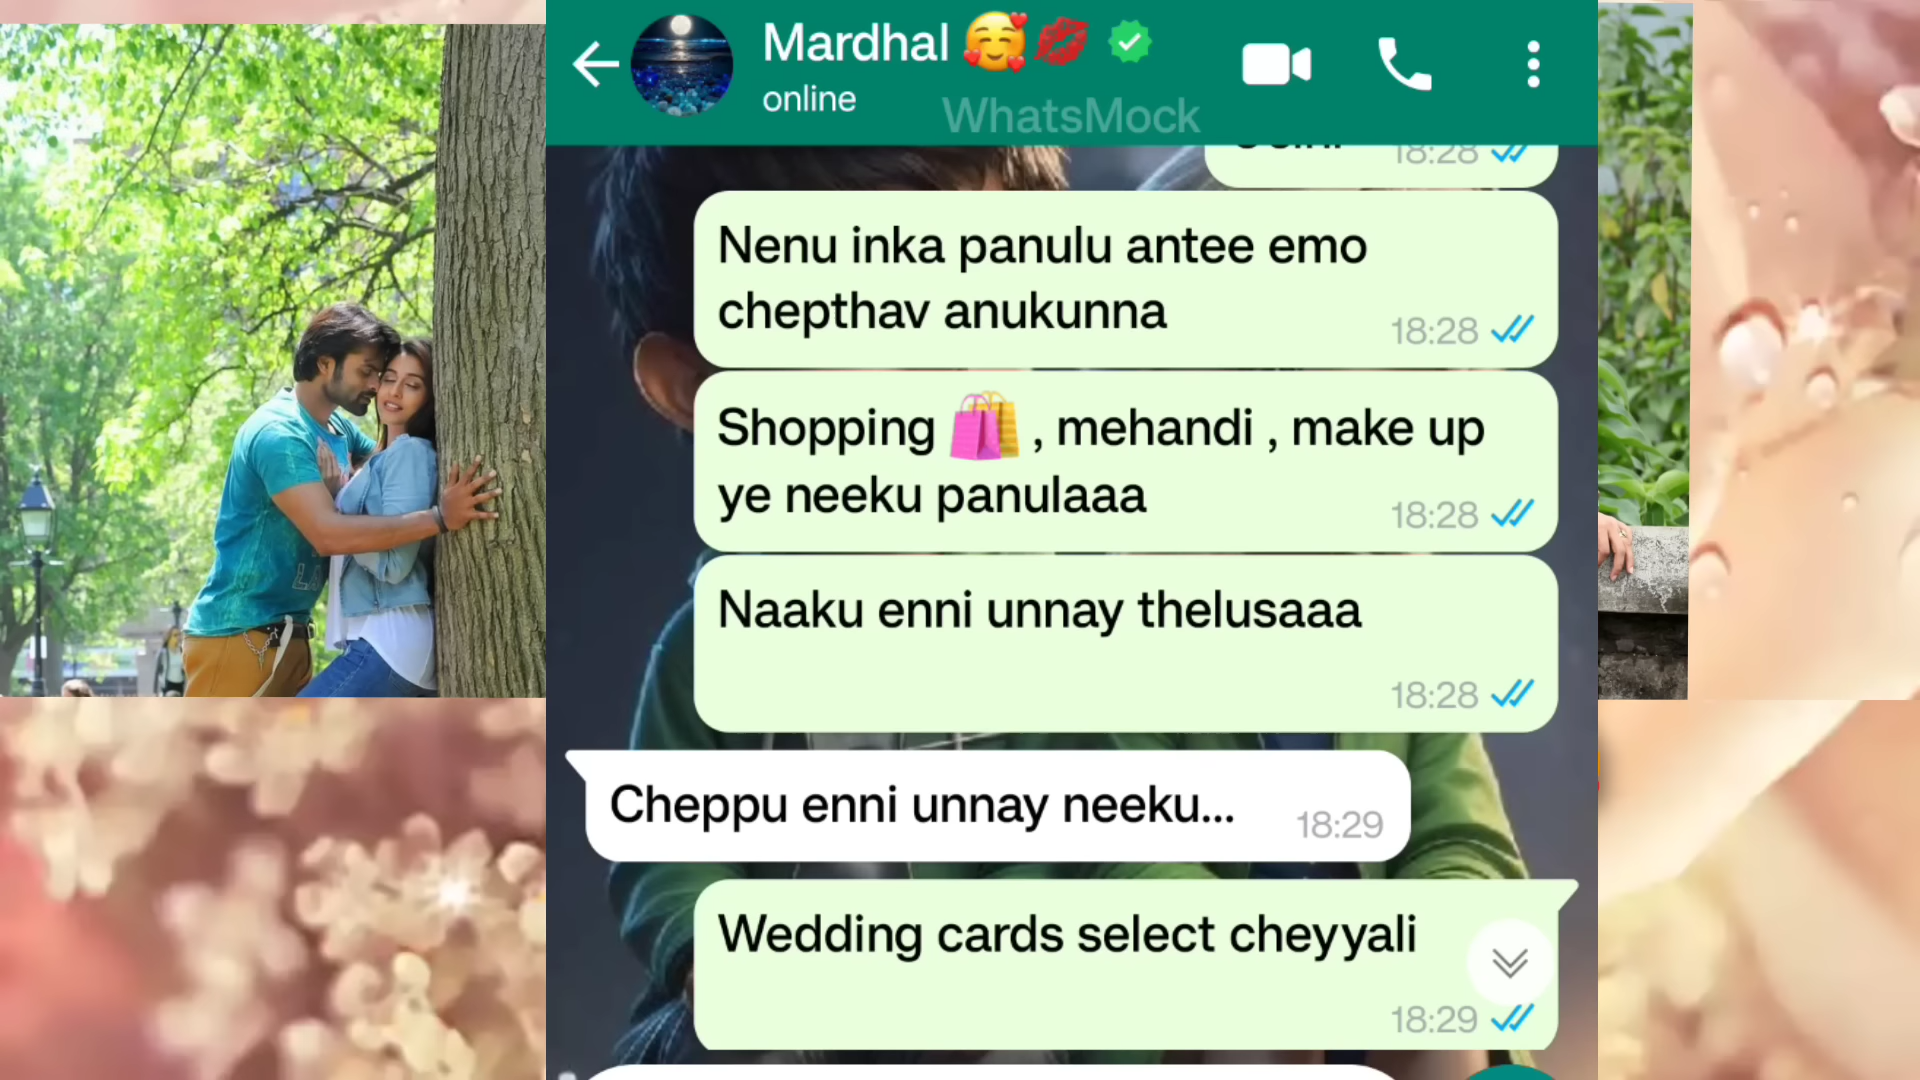 Mardhal 🥰💋
online
WhatsMock
18:28
Nenu inka panulu antee emo
chepthav anukunna
18:28
Shopping 🛍️ , mehandi , make up
ye neeku panulaaa
18:28
Naaku enni unnay thelusaaa
18:28
Cheppu enni unnay neeku...
18:29
Wedding cards select cheyyali
18:29